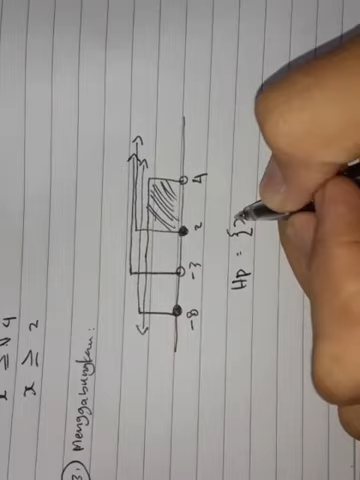 x ≥ 2
3. Menggabungkan:
-8 -3 2 4
HP = {x